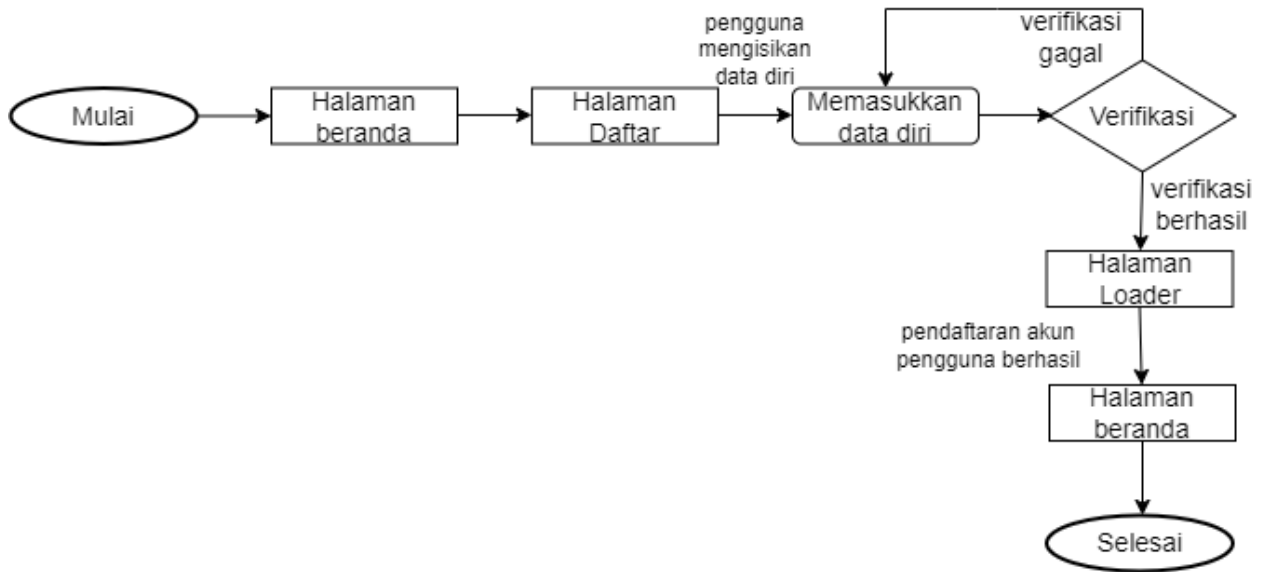 Mulai
Halaman
beranda
Halaman
Daftar
pengguna
mengisikan
data diri
Memasukkan
data diri
verifikasi
gagal
Verifikasi
verifikasi
berhasil
Halaman
Loader
pendaftaran akun
pengguna berhasil
Halaman
beranda
Selesai